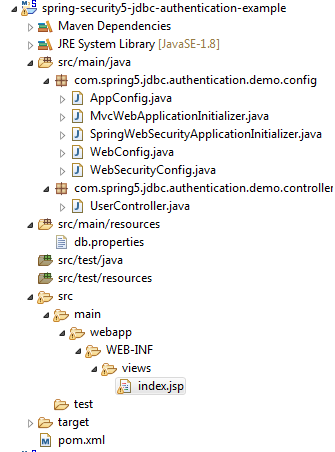 spring-security5-jdbc-authentication-example
Maven Dependencies
JRE System Library [JavaSE-1.8]
src/main/java
com.spring5.jdbc.authentication.demo.config
AppConfig.java
MvcWebApplicationInitializer.java
SpringWebSecurityApplicationInitializer.java
WebConfig.java
WebSecurityConfig.java
com.spring5.jdbc.authentication.demo.controller
UserController.java
src/main/resources
db.properties
src/test/java
src/test/resources
src
main
webapp
WEB-INF
views
index.jsp
test
target
pom.xml